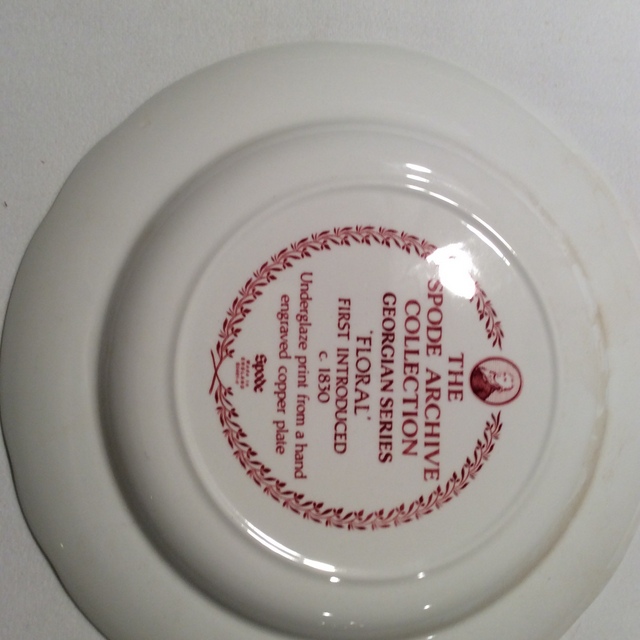 THE
SPODE ARCHIVE
COLLECTION
GEORGIAN SERIES
'FLORAL'
FIRST INTRODUCED
c. 1830
Underglaze print from a hand
engraved copper plate
Spode